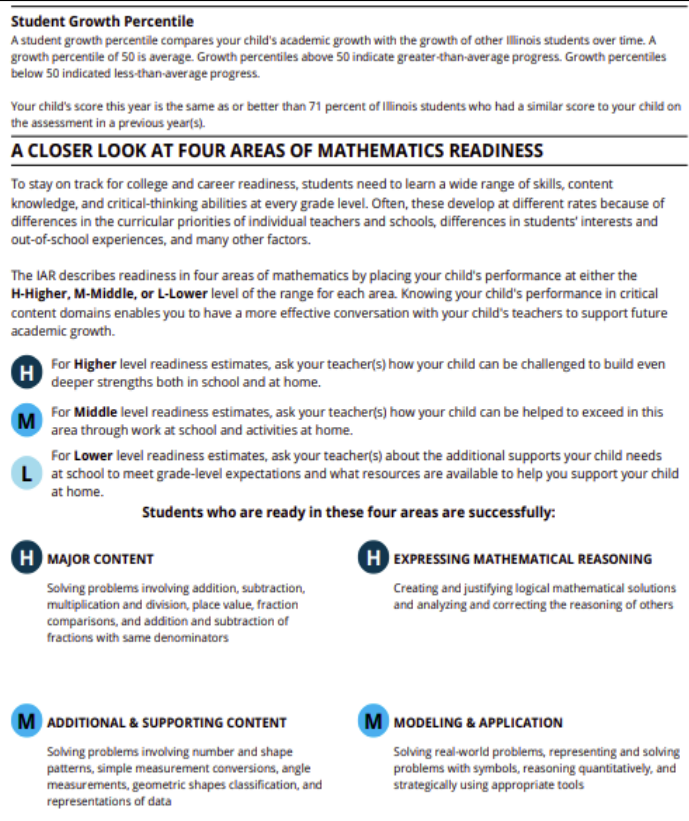 Student Growth Percentile
A student growth percentile compares your child's academic growth with the growth of other Illinois students over time. A
growth percentile of 50 is average. Growth percentiles above 50 indicate greater-than-average progress. Growth percentiles
below 50 indicated less-than-average progress.
Your child's score this year is the same as or better than 71 percent of Illinois students who had a similar score to your child on
the assessment in a previous year(s).
A CLOSER LOOK AT FOUR AREAS OF MATHEMATICS READINESS
To stay on track for college and career readiness, students need to learn a wide range of skills, content
knowledge, and critical-thinking abilities at every grade level. Often, these develop at different rates because of
differences in the curricular priorities of individual teachers and schools, differences in students' interests and
out-of-school experiences, and many other factors.
The IAR describes readiness in four areas of mathematics by placing your child's performance at either the
H-Higher, M-Middle, or L-Lower level of the range for each area. Knowing your child's performance in critical
content domains enables you to have a more effective conversation with your child's teachers to support future
academic growth.
H For Higher level readiness estimates, ask your teacher(s) how your child can be challenged to build even
deeper strengths both in school and at home.
M For Middle level readiness estimates, ask your teacher(s) how your child can be helped to exceed in this
area through work at school and activities at home.
L For Lower level readiness estimates, ask your teacher(s) about the additional supports your child needs
at school to meet grade-level expectations and what resources are available to help you support your child
at home.
Students who are ready in these four areas are successfully:
H MAJOR CONTENT
Solving problems involving addition, subtraction,
multiplication and division, place value, fraction
comparisons, and addition and subtraction of
fractions with same denominators
H EXPRESSING MATHEMATICAL REASONING
Creating and justifying logical mathematical solutions
and analyzing and correcting the reasoning of others
M ADDITIONAL & SUPPORTING CONTENT
Solving problems involving number and shape
patterns, simple measurement conversions, angle
measurements, geometric shapes classification, and
representations of data
M MODELING & APPLICATION
Solving real-world problems, representing and solving
problems with symbols, reasoning quantitatively, and
strategically using appropriate tools